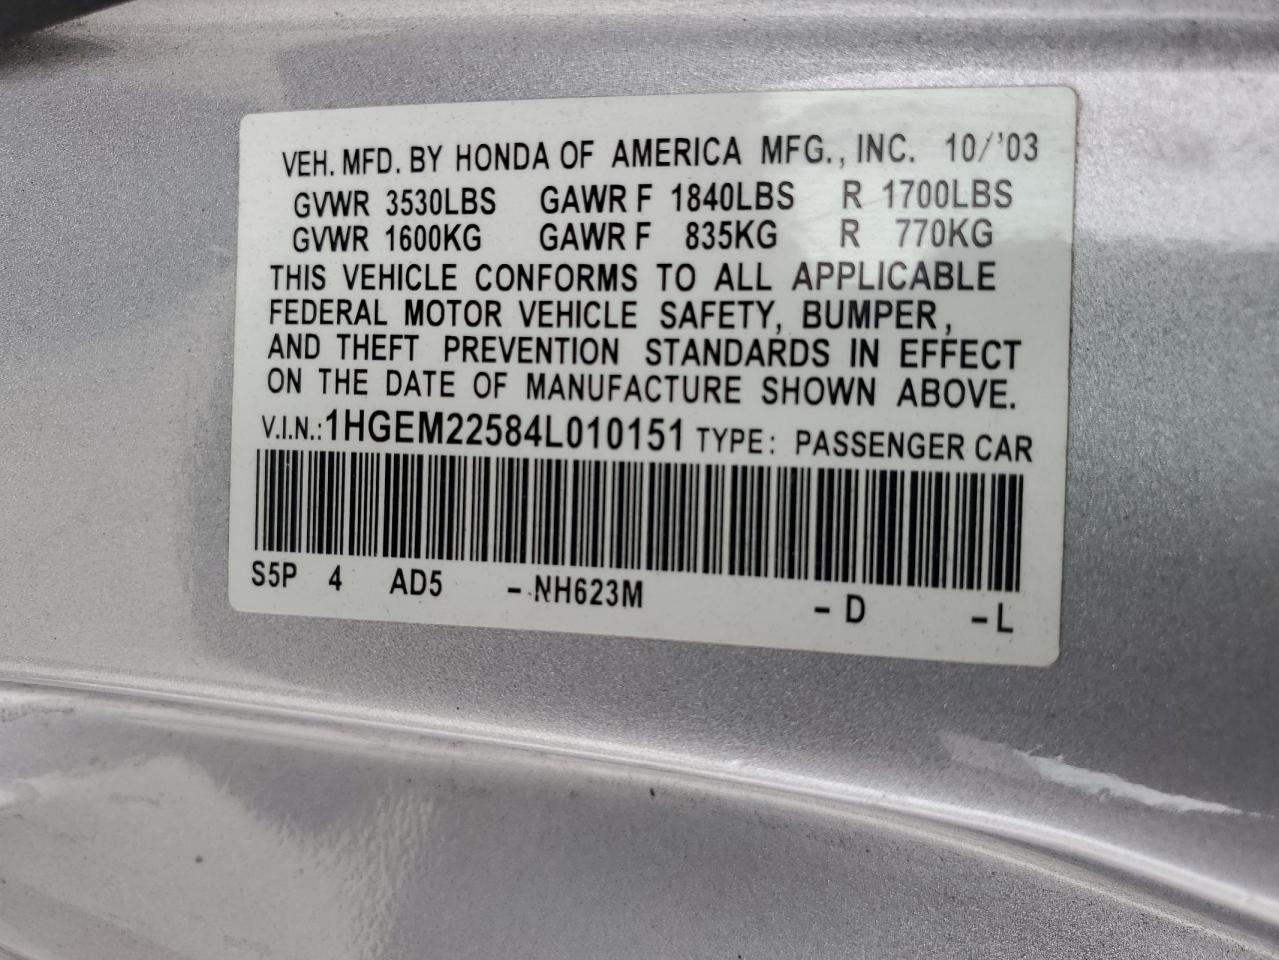 VEH. MFD. BY HONDA OF AMERICA MFG., INC. 10/'03
GVWR 3530LBS GAWR F 1840LBS R 1700LBS
GVWR 1600KG GAWR F 835KG R 770KG
THIS VEHICLE CONFORMS TO ALL APPLICABLE
FEDERAL MOTOR VEHICLE SAFETY, BUMPER,
AND THEFT PREVENTION STANDARDS IN EFFECT
ON THE DATE OF MANUFACTURE SHOWN ABOVE.
V.I.N.: 1HGEM22584L010151 TYPE: PASSENGER CAR
S5P 4 AD5 – NH623M – D – L